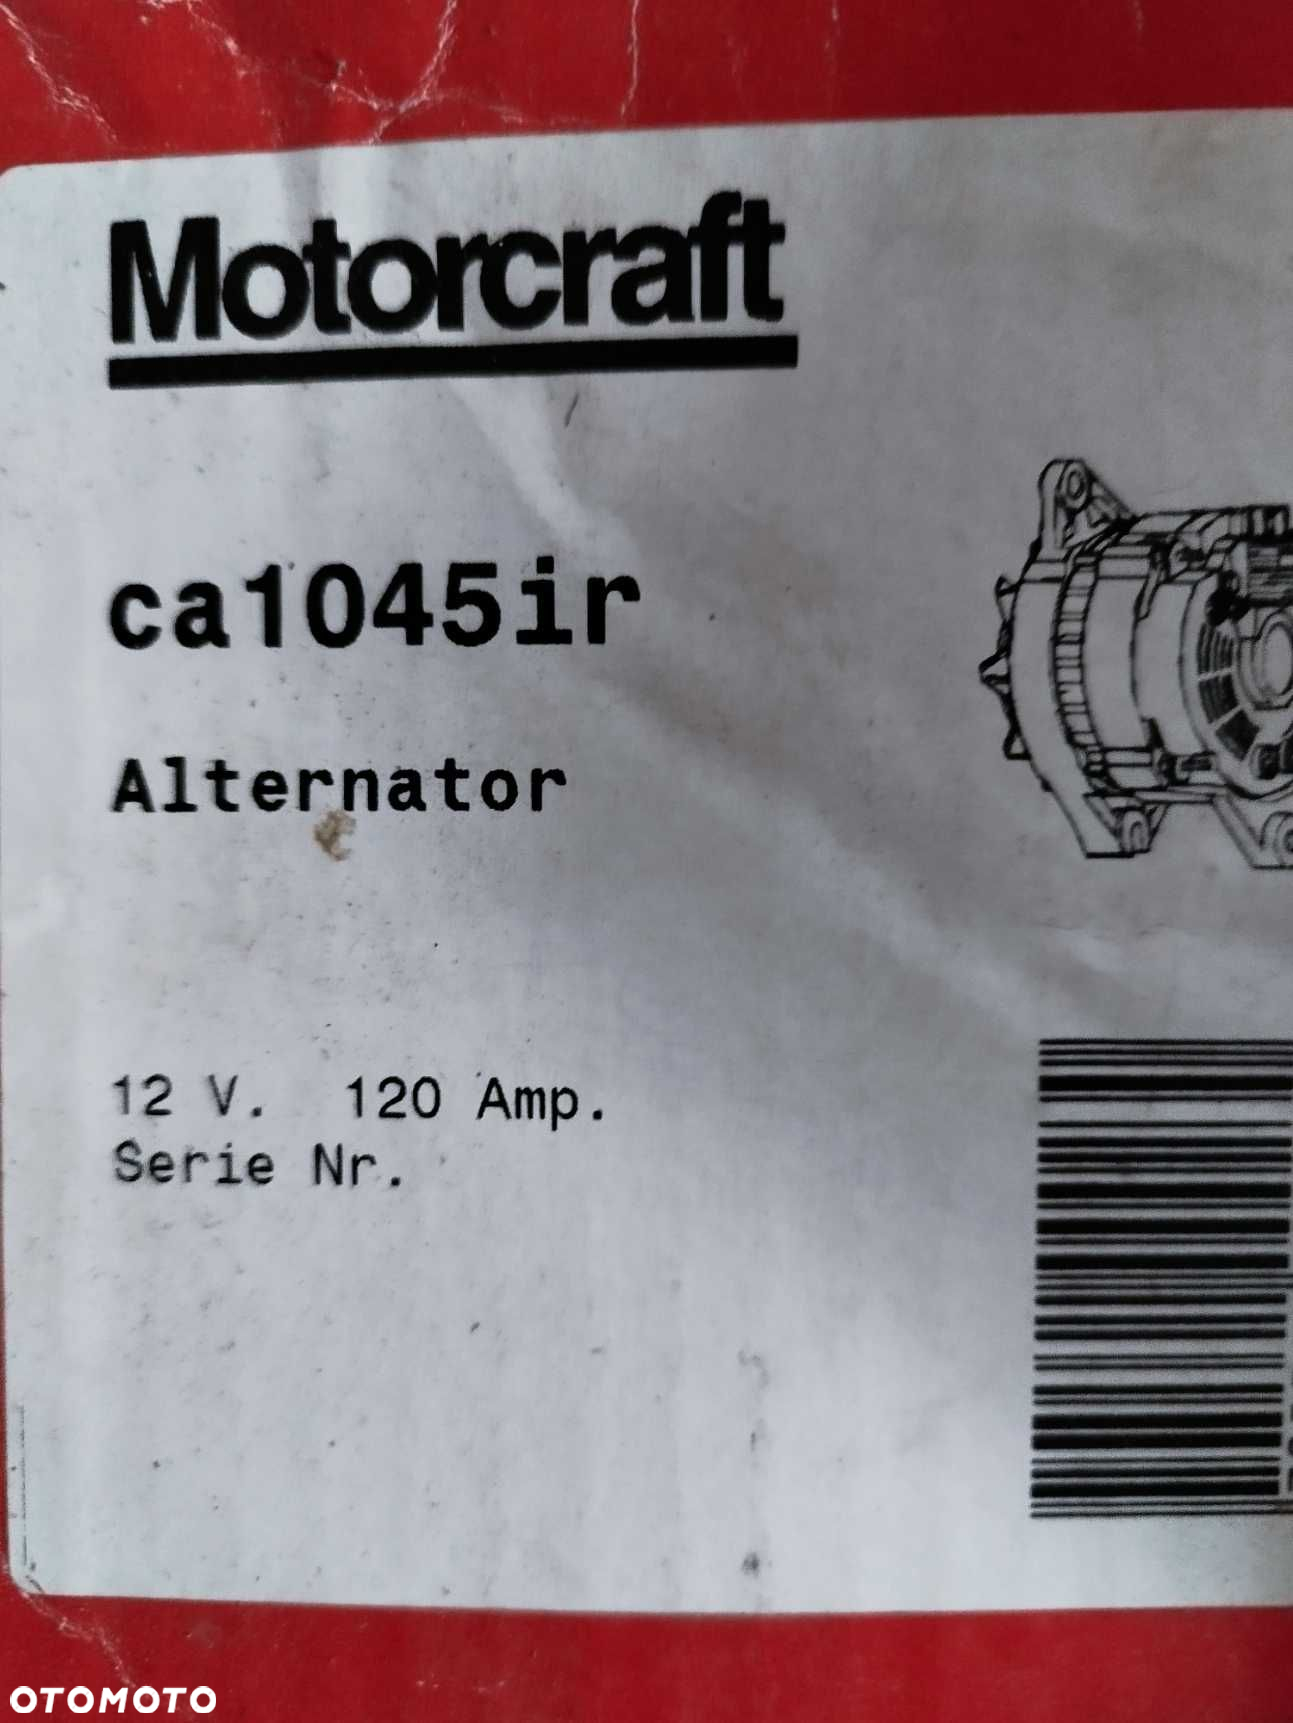 Motorcraft
ca1045ir
Alternator
12 V. 120 Amp.
Serie Nr.
OTOMOTO